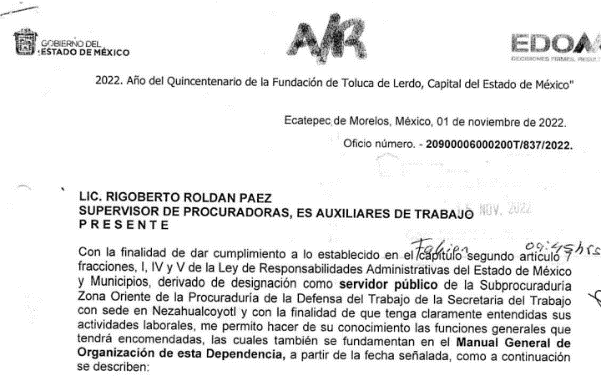 GOBIERNO DEL
ESTADO DE MÉXICO
A/R
EDOM
DECISIONES FIRMES, RESULT
2022. Año del Quincentenario de la Fundación de Toluca de Lerdo, Capital del Estado de México"
Ecatepec de Morelos, México, 01 de noviembre de 2022.
Oficio número. - 20900006000200T/837/2022.
LIC. RIGOBERTO ROLDAN PAEZ
SUPERVISOR DE PROCURADORAS, ES AUXILIARES DE TRABAJO
NOV. 2022
P R E S E N T E
Fabien 09:45hrs
Con la finalidad de dar cumplimiento a lo establecido en el capítulo segundo artículo 7
fracciones, I, IV y V de la Ley de Responsabilidades Administrativas del Estado de México
y Municipios, derivado de designación como servidor público de la Subprocuraduría
Zona Oriente de la Procuraduría de la Defensa del Trabajo de la Secretaria del Trabajo
con sede en Nezahualcoyotl y con la finalidad de que tenga claramente entendidas sus
actividades laborales, me permito hacer de su conocimiento las funciones generales que
tendrá encomendadas, las cuales también se fundamentan en el Manual General de
Organización de esta Dependencia, a partir de la fecha señalada, como a continuación
se describen: